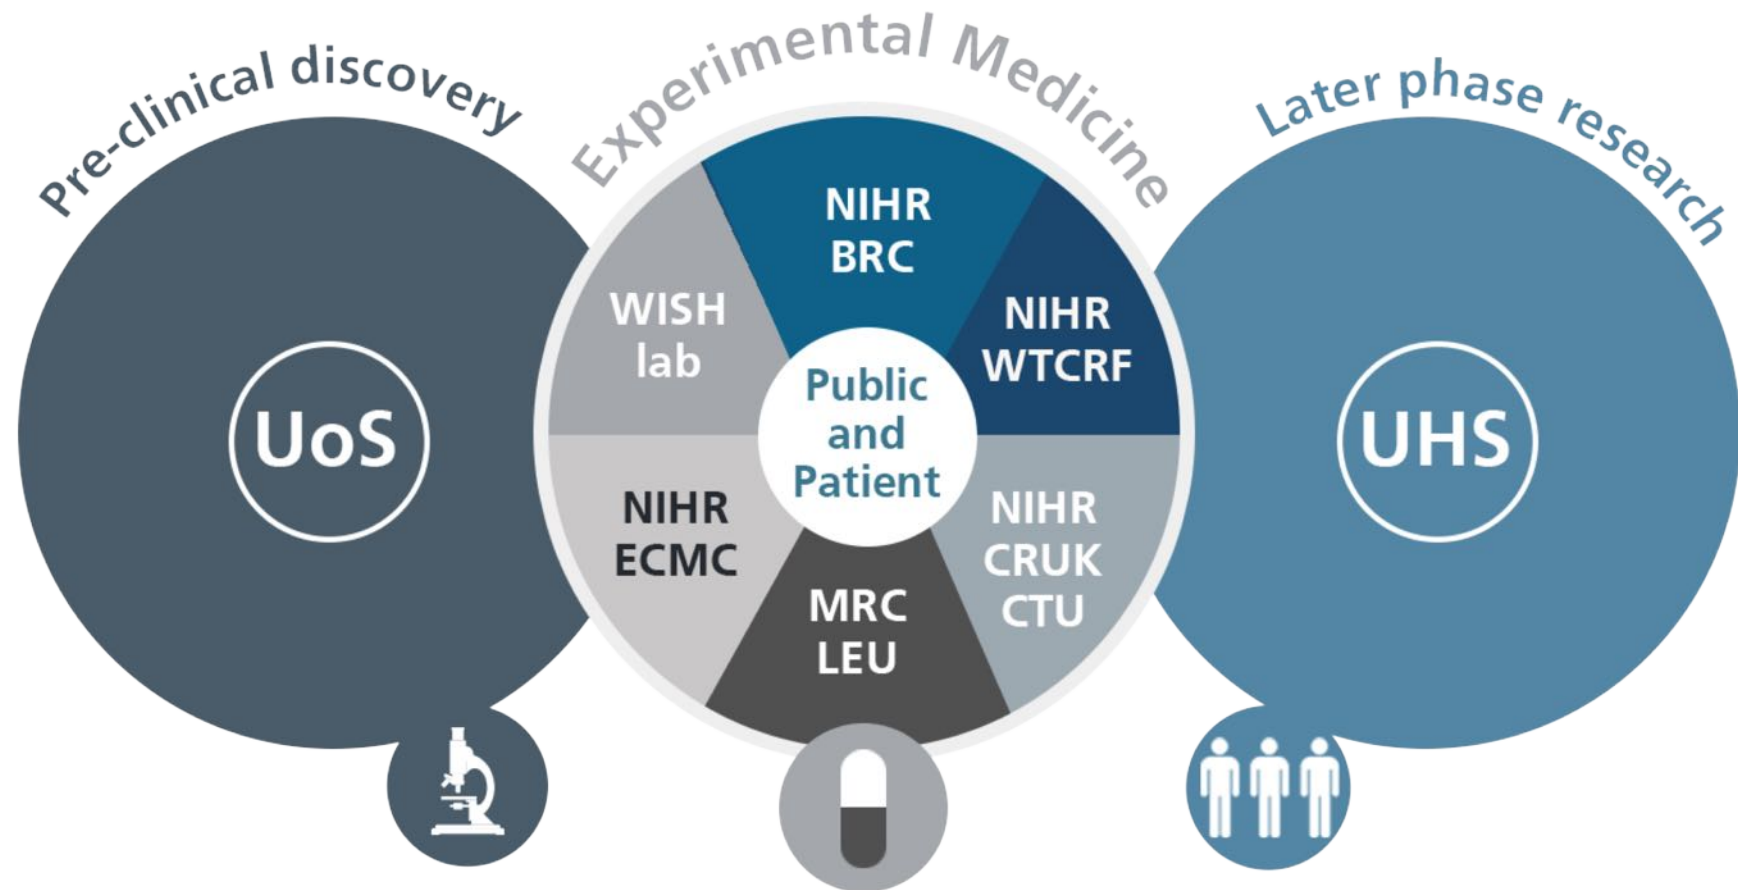 Pre-clinical discovery
Experimental Medicine
Later phase research
UoS
WISH
lab
NIHR
BRC
NIHR
WTCRF
Public
and
Patient
NIHR
ECMC
MRC
LEU
NIHR
CRUK
CTU
UHS